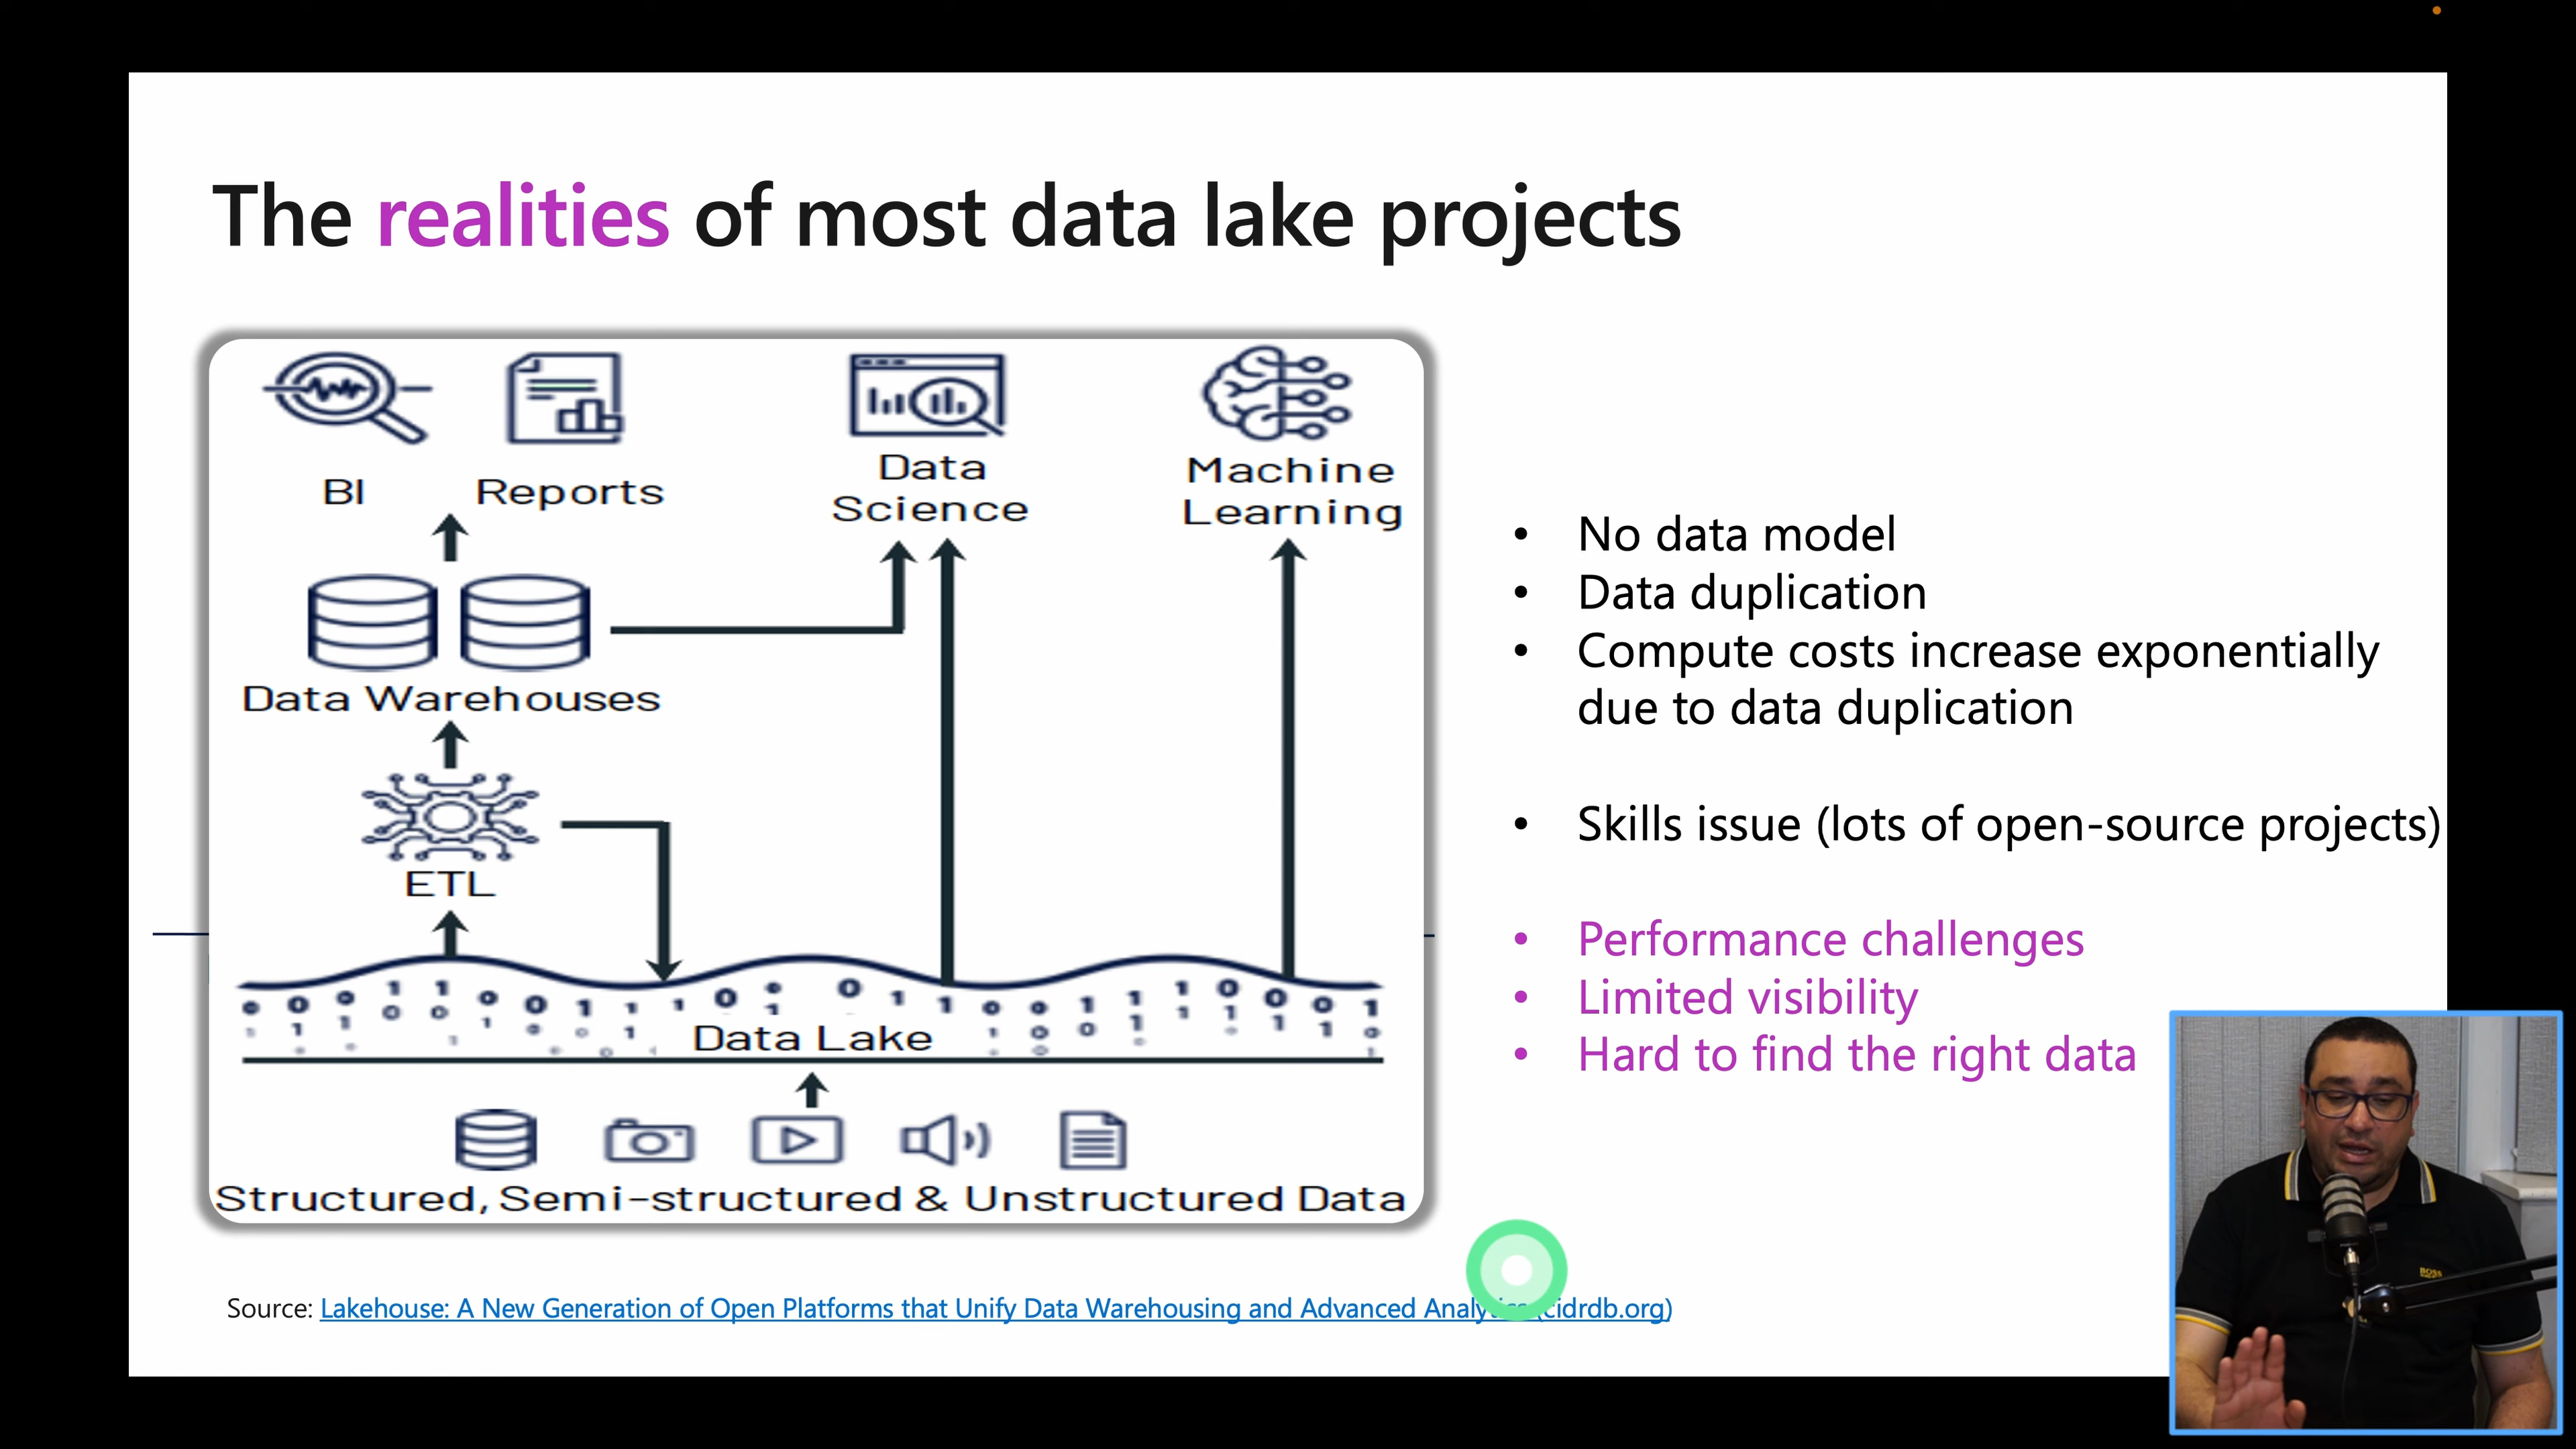 The realities of most data lake projects
BI
Reports
Data
Science
Machine
Learning
Data Warehouses
ETL
Data Lake
Structured, Semi-structured & Unstructured Data
• No data model
• Data duplication
• Compute costs increase exponentially
due to data duplication
• Skills issue (lots of open-source projects)
• Performance challenges
• Limited visibility
• Hard to find the right data
Source: Lakehouse: A New Generation of Open Platforms that Unify Data Warehousing and Advanced Analytics (cidrdb.org)
BOSS